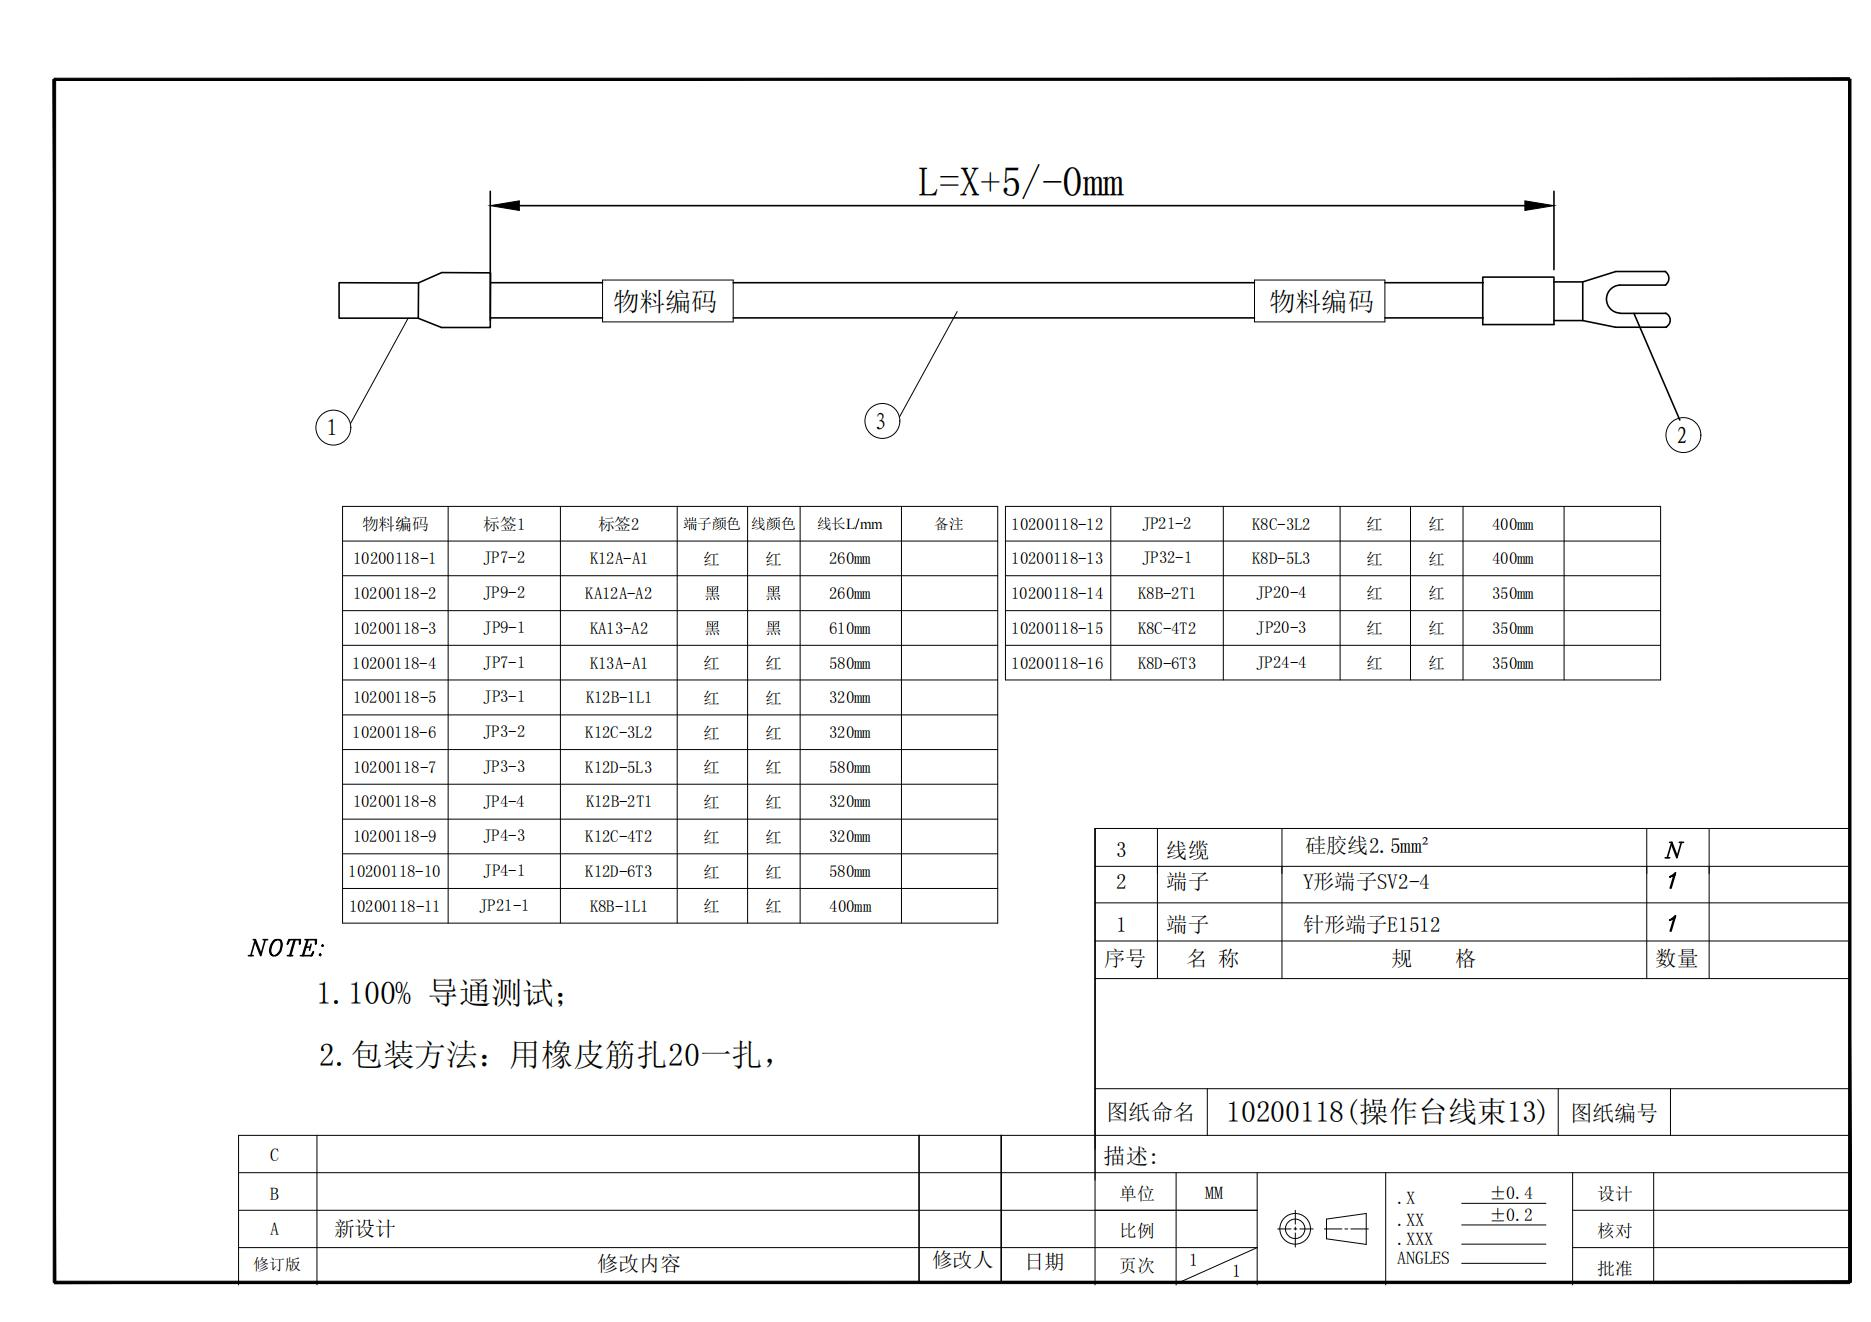 L=X+5/-0mm
物料编码 物料编码
1 3 2
物料编码 标签1 标签2 端子颜色 线颜色 线长L/mm 备注
10200118-1 JP7-2 K12A-A1 红 红 260mm
10200118-2 JP9-2 KA12A-A2 黑 黑 260mm
10200118-3 JP9-1 KA13-A2 黑 黑 610mm
10200118-4 JP7-1 K13A-A1 红 红 580mm
10200118-5 JP3-1 K12B-1L1 红 红 320mm
10200118-6 JP3-2 K12C-3L2 红 红 320mm
10200118-7 JP3-3 K12D-5L3 红 红 580mm
10200118-8 JP4-4 K12B-2T1 红 红 320mm
10200118-9 JP4-3 K12C-4T2 红 红 320mm
10200118-10 JP4-1 K12D-6T3 红 红 580mm
10200118-11 JP21-1 K8B-1L1 红 红 400mm
10200118-12 JP21-2 K8C-3L2 红 红 400mm
10200118-13 JP32-1 K8D-5L3 红 红 400mm
10200118-14 K8B-2T1 JP20-4 红 红 350mm
10200118-15 K8C-4T2 JP20-3 红 红 350mm
10200118-16 K8D-6T3 JP24-4 红 红 350mm
NOTE:
1.100% 导通测试;
2.包装方法：用橡皮筋扎20一扎，
3 线缆 硅胶线2.5mm² N
2 端子 Y形端子SV2-4 1
1 端子 针形端子E1512 1
序号 名 称 规 格 数量
图纸命名 10200118(操作台线束13) 图纸编号
描述:
C
B
A 新设计
修订版 修改内容 修改人 日期
单位 MM
比例
页次 1/1
.X ±0.4
.XX ±0.2
.XXX
ANGLES
设计
核对
批准